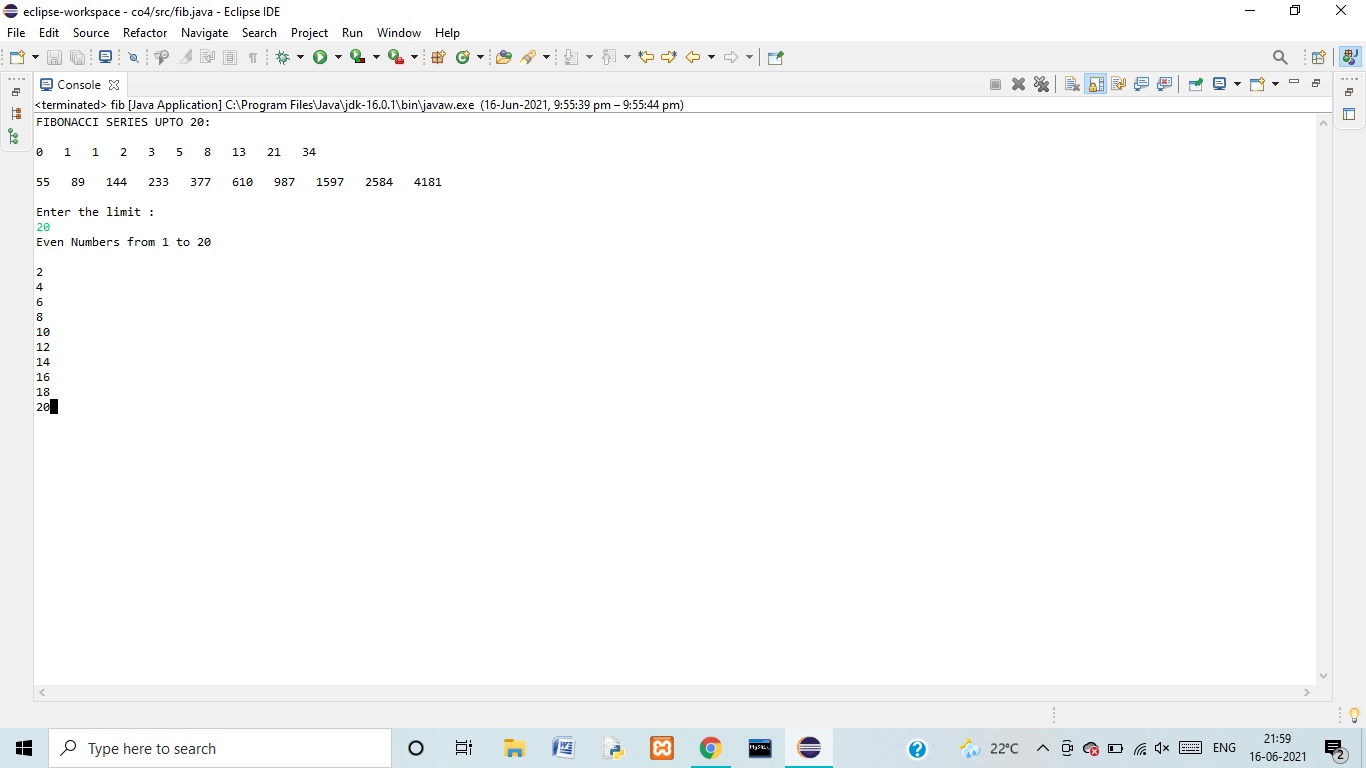 eclipse-workspace - co4/src/fib.java - Eclipse IDE
File Edit Source Refactor Navigate Search Project Run Window Help
Console
<terminated> fib [Java Application] C:\Program Files\Java\jdk-16.0.1\bin\javaw.exe (16-Jun-2021, 9:55:39 pm – 9:55:44 pm)
FIBONACCI SERIES UPTO 20:
0 1 1 2 3 5 8 13 21 34
55 89 144 233 377 610 987 1597 2584 4181
Enter the limit :
20
Even Numbers from 1 to 20
2
4
6
8
10
12
14
16
18
20
Type here to search
MySQL
22°C
ENG
21:59
16-06-2021
2